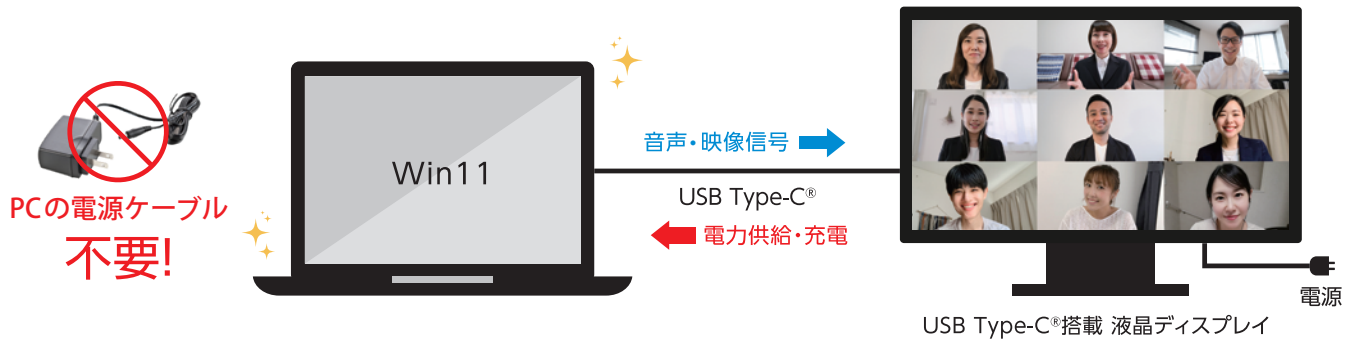 PCの電源ケーブル
不要!
Win11
音声・映像信号
USB Type-C®
電力供給・充電
電源
USB Type-C®搭載 液晶ディスプレイ